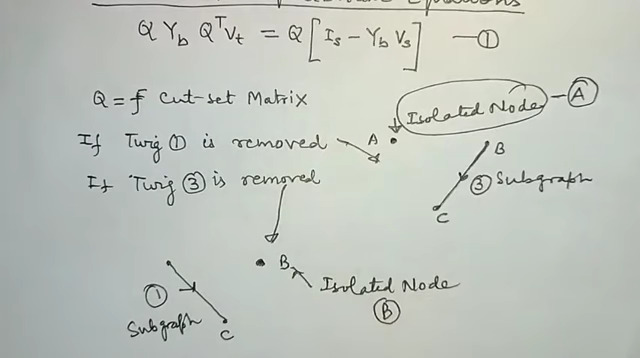 Equations
Q Y_b Q^T V_t = Q [I_s - Y_b V_s] — ①
Q = f Cut-set Matrix
Isolated Node — Ⓐ
If Twig ① is removed
A
B
If Twig ③ is removed
③ Subgraph
C
B
① Subgraph
C
Isolated Node
Ⓑ